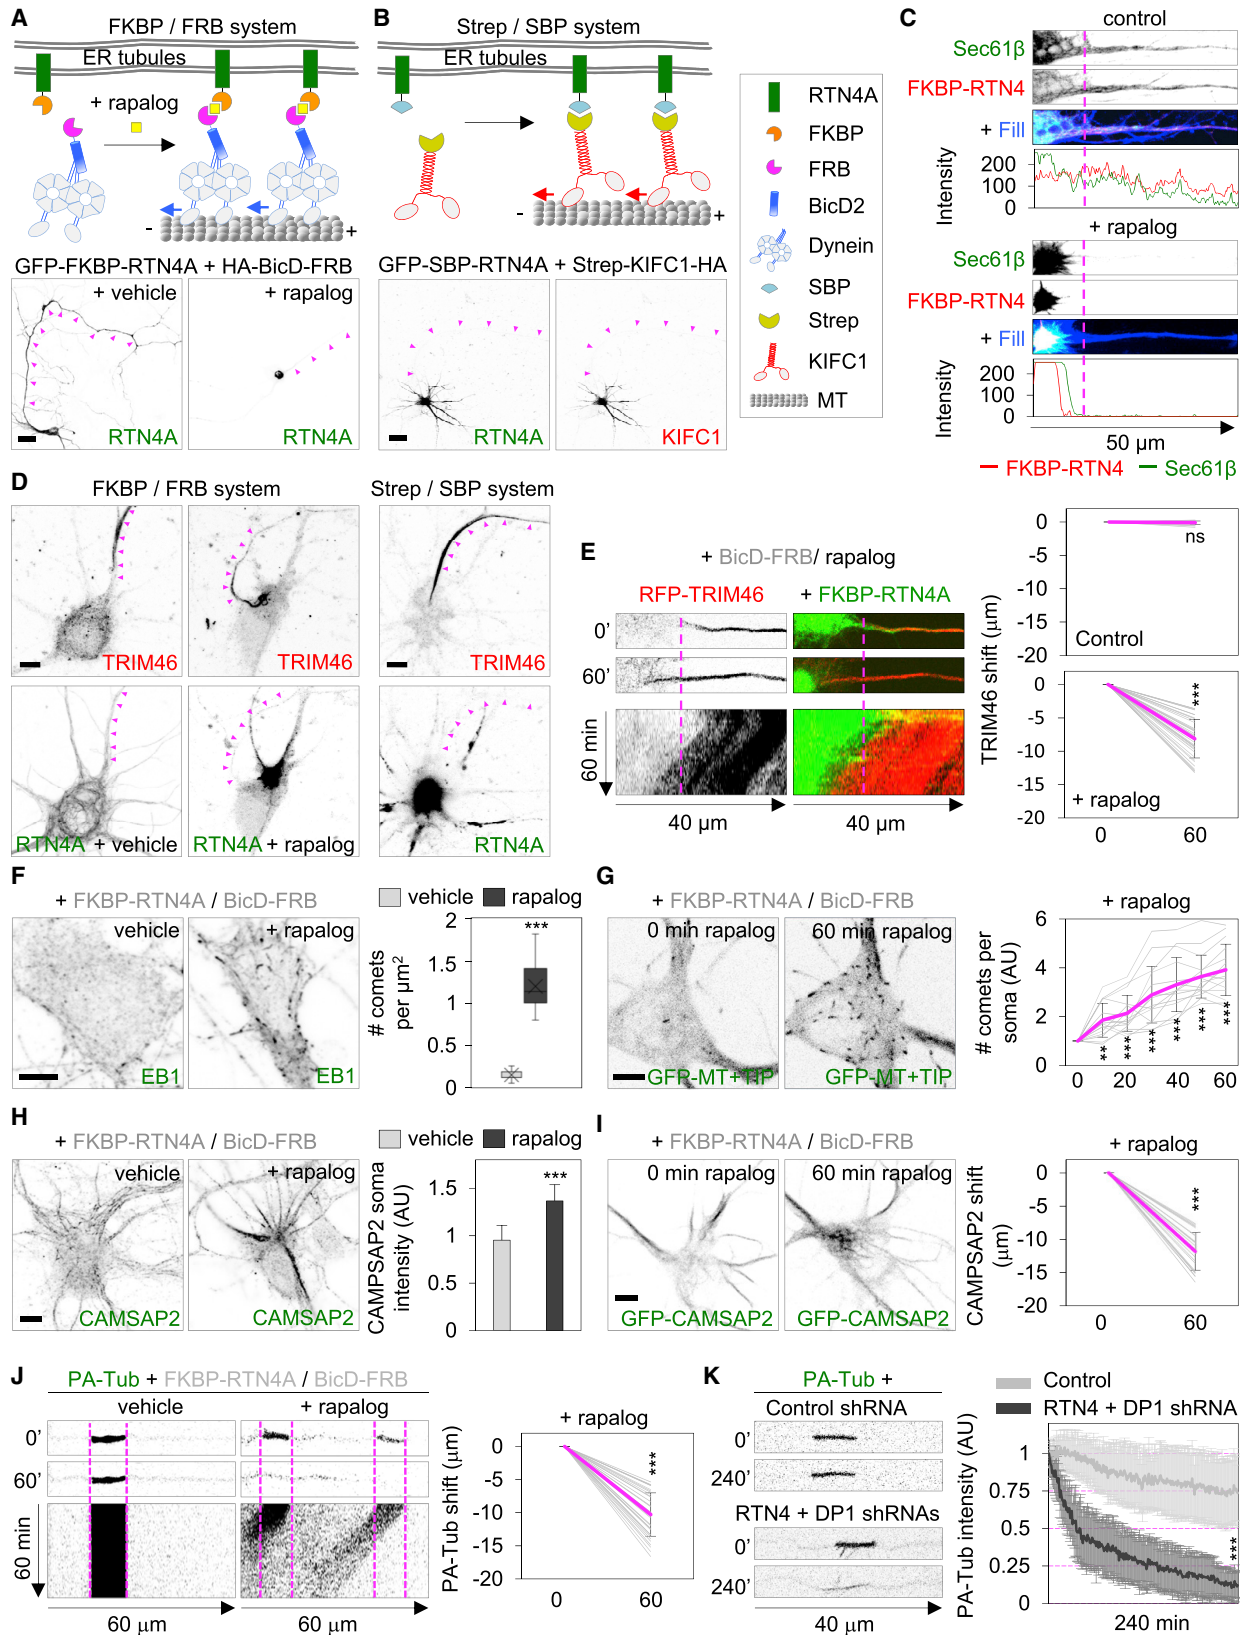 A
FKBP / FRB system
ER tubules
+ rapalog
-
+
GFP-FKBP-RTN4A + HA-BicD-FRB
+ vehicle
+ rapalog
RTN4A
RTN4A
B
Strep / SBP system
ER tubules
-
+
GFP-SBP-RTN4A + Strep-KIFC1-HA
RTN4A
KIFC1
RTN4A
FKBP
FRB
BicD2
Dynein
SBP
Strep
KIFC1
MT
C
control
Sec61β
FKBP-RTN4
+ Fill
Intensity
200
100
0
+ rapalog
Sec61β
FKBP-RTN4
+ Fill
Intensity
200
100
0
50 µm
FKBP-RTN4
Sec61β
D
FKBP / FRB system
Strep / SBP system
TRIM46
TRIM46
TRIM46
RTN4A + vehicle
RTN4A + rapalog
RTN4A
E
+ BicD-FRB/ rapalog
RFP-TRIM46
+ FKBP-RTN4A
0'
60'
60 min
40 µm
40 µm
TRIM46 shift (µm)
0
-5
-10
-15
-20
ns
Control
0
-5
-10
-15
-20
***
+ rapalog
0
60
F
+ FKBP-RTN4A / BicD-FRB
vehicle
+ rapalog
EB1
EB1
vehicle
rapalog
# comets per µm2
2
1.5
1
0.5
0
***
G
+ FKBP-RTN4A / BicD-FRB
0 min rapalog
60 min rapalog
GFP-MT+TIP
GFP-MT+TIP
+ rapalog
# comets per soma (AU)
6
4
2
0
**
***
***
***
***
***
0
20
40
60
H
+ FKBP-RTN4A / BicD-FRB
vehicle
+ rapalog
CAMSAP2
CAMSAP2
vehicle
rapalog
CAMPSAP2 soma intensity (AU)
1.5
1
0.5
0
***
I
+ FKBP-RTN4A / BicD-FRB
0 min rapalog
60 min rapalog
GFP-CAMSAP2
GFP-CAMSAP2
+ rapalog
CAMPSAP2 shift (µm)
0
-5
-10
-15
-20
***
0
60
J
PA-Tub + FKBP-RTN4A / BicD-FRB
vehicle
+ rapalog
0'
60'
60 min
60 µm
60 µm
+ rapalog
PA-Tub shift (µm)
0
-5
-10
-15
-20
***
0
60
K
PA-Tub +
Control shRNA
0'
240'
RTN4 + DP1 shRNAs
0'
240'
40 µm
Control
RTN4 + DP1 shRNA
PA-Tub intensity (AU)
1
0.75
0.5
0.25
0
***
240 min